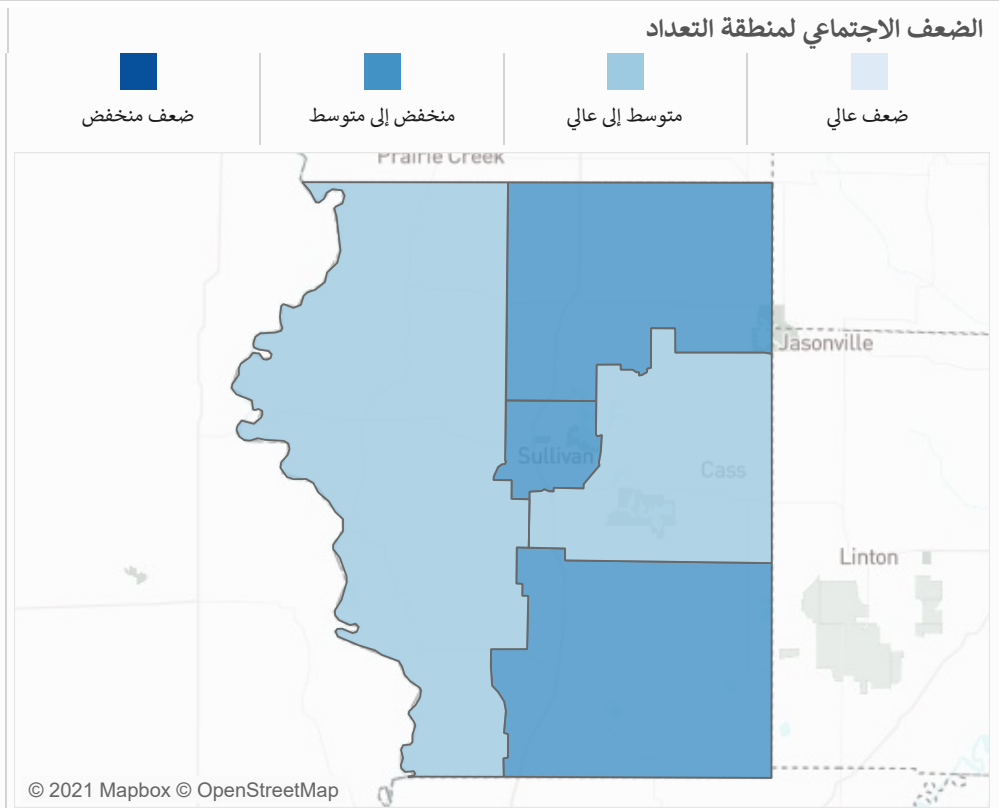 الضعف الاجتماعي لمنطقة التعداد
ضعف عالي
متوسط إلى عالي
منخفض إلى متوسط
ضعف منخفض
Prairie Creek
Jasonville
Sullivan
Cass
Linton
© 2021 Mapbox © OpenStreetMap